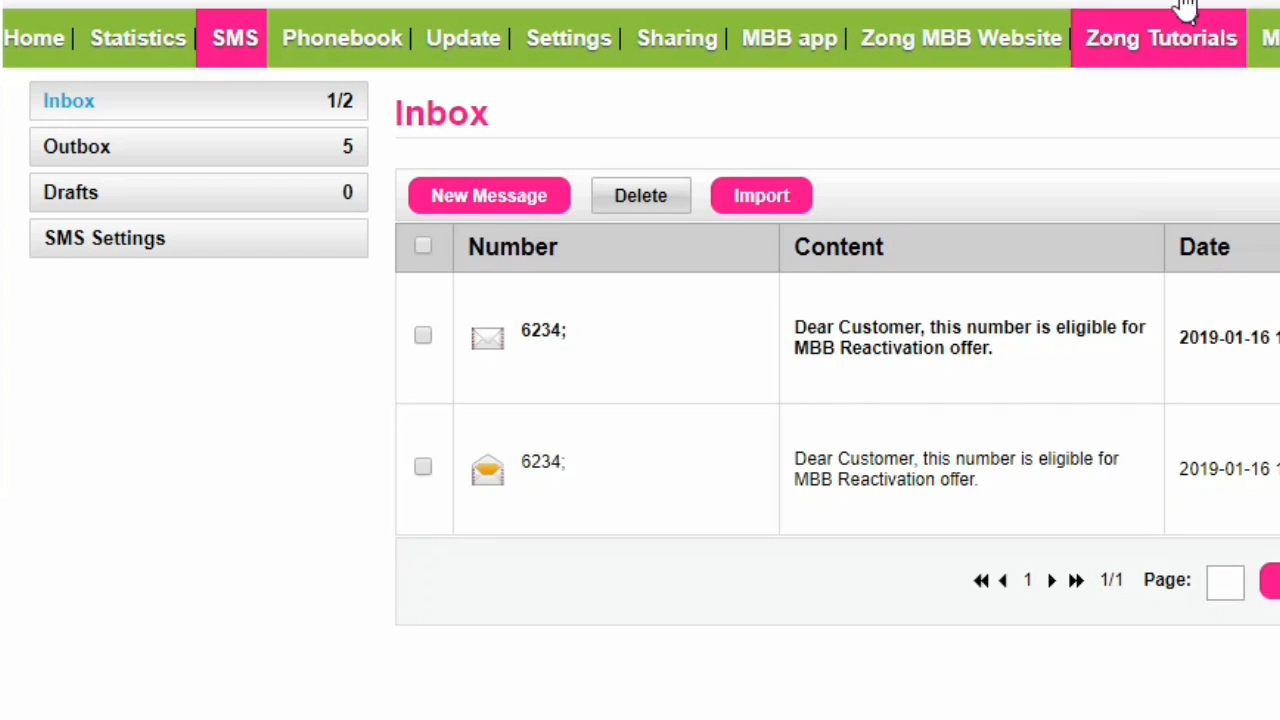 Home | Statistics | SMS Phonebook | Update | Settings | Sharing | MBB app | Zong MBB Website | Zong Tutorials
Inbox 1/2
Outbox 5
Drafts 0
SMS Settings
Inbox
New Message Delete Import
Number Content Date
6234; Dear Customer, this number is eligible for
MBB Reactivation offer. 2019-01-16
6234; Dear Customer, this number is eligible for
MBB Reactivation offer. 2019-01-16
1 1/1 Page: